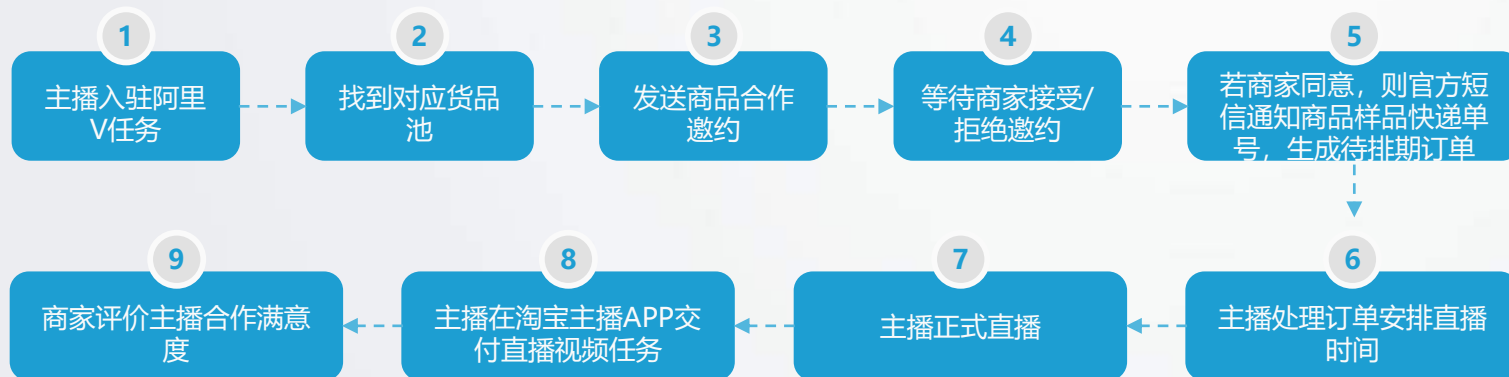 1
主播入驻阿里
V任务
2
找到对应货品
池
3
发送商品合作
邀约
4
等待商家接受/
拒绝邀约
5
若商家同意，则官方短
信通知商品样品快递单
号，生成待排期订单
6
主播处理订单安排直播
时间
7
主播正式直播
8
主播在淘宝主播APP交
付直播视频任务
9
商家评价主播合作满意
度